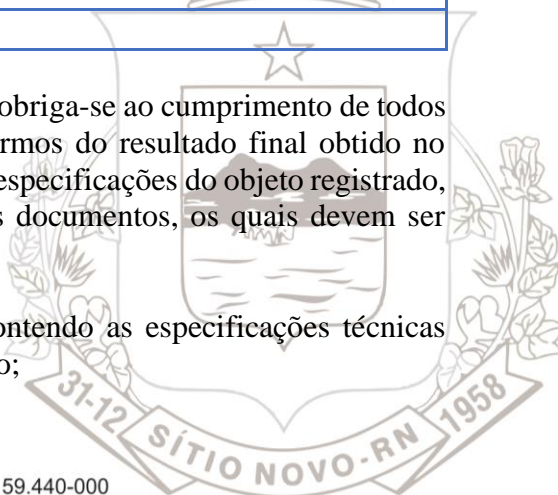 obriga-se ao cumprimento de todos
rmos do resultado final obtido no
especificações do objeto registrado,
s documentos, os quais devem ser
ontendo as especificações técnicas
o;
31-12 SÍTIO NOVO-RN 1958
59.440-000